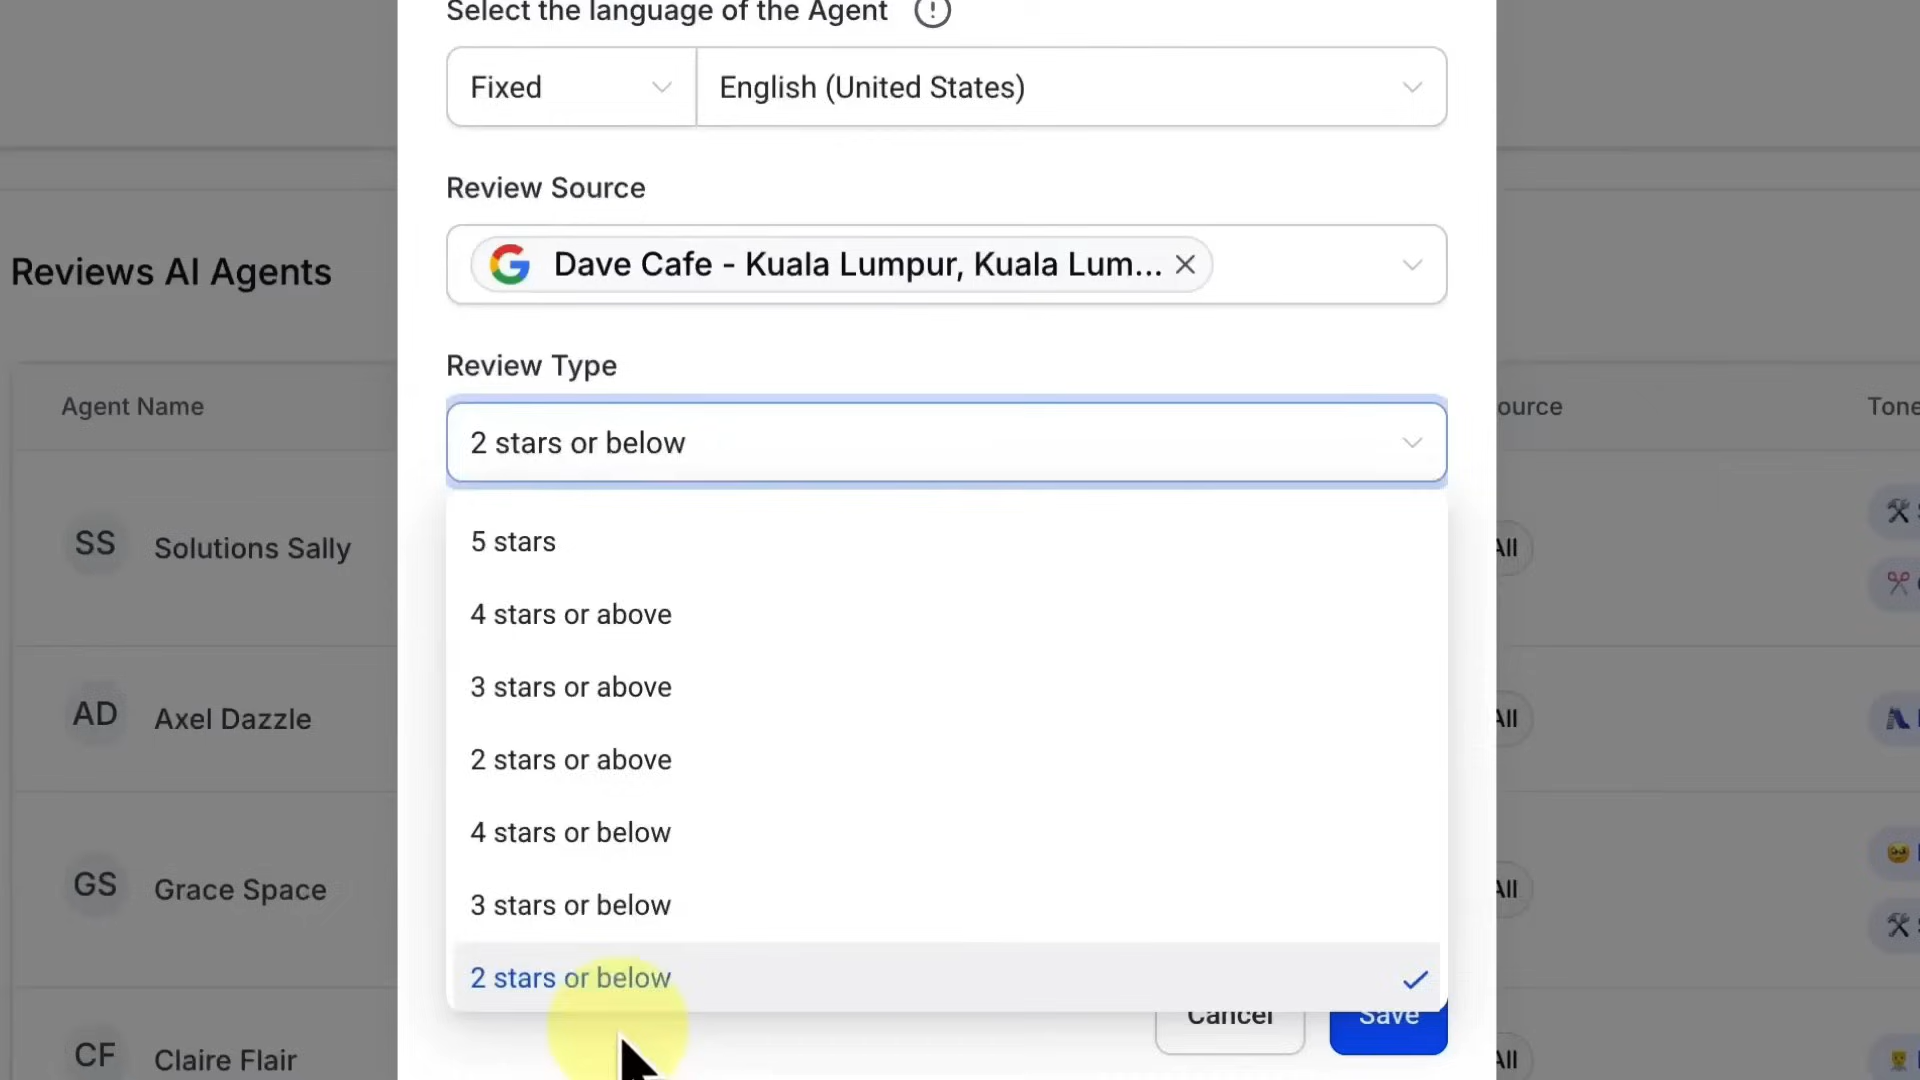 Select the language of the Agent
Fixed
English (United States)
Review Source
Dave Cafe - Kuala Lumpur, Kuala Lum...
Reviews AI Agents
Review Type
Agent Name
ource
Tone
2 stars or below
5 stars
SS Solutions Sally
All
4 stars or above
3 stars or above
AD Axel Dazzle
All
2 stars or above
4 stars or below
GS Grace Space
All
3 stars or below
2 stars or below
Cancel
Save
CF Claire Flair
All